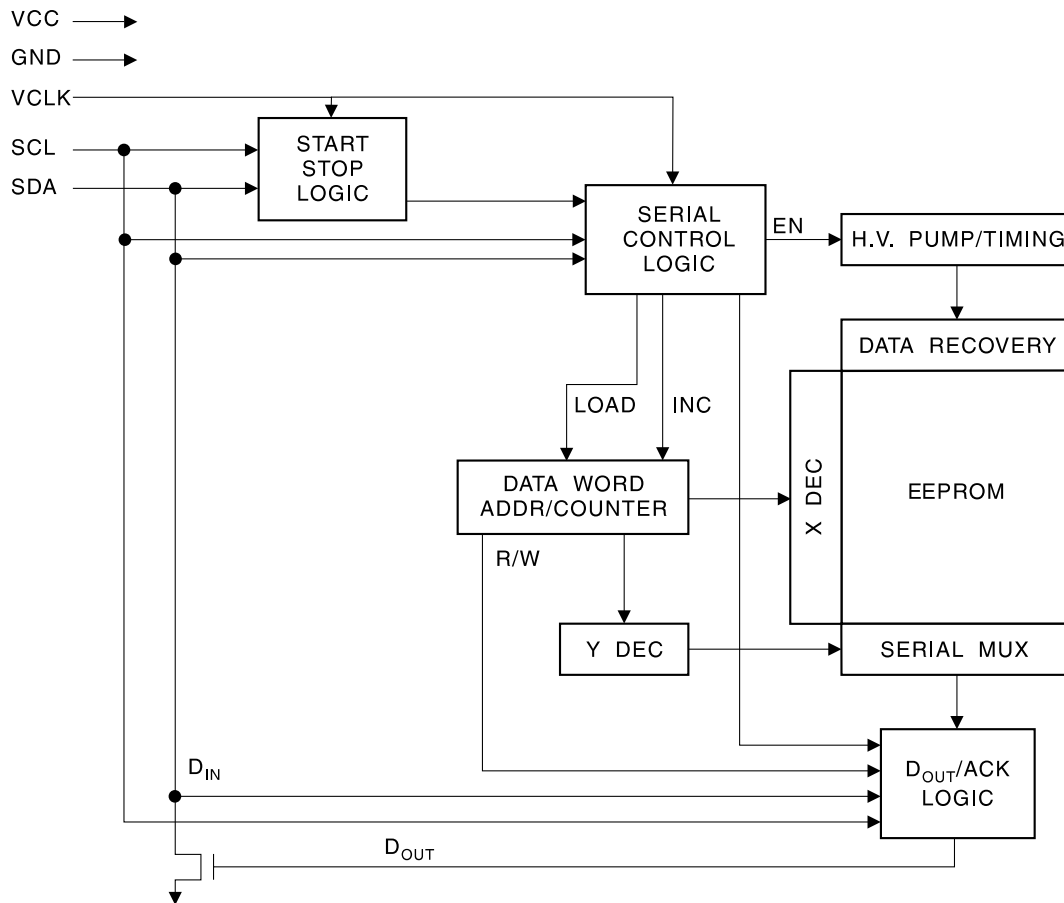 VCC
GND
VCLK
SCL
SDA
START
STOP
LOGIC
SERIAL
CONTROL
LOGIC
EN
H.V. PUMP/TIMING
DATA RECOVERY
LOAD
INC
DATA WORD
ADDR/COUNTER
X DEC
EEPROM
R/W
Y DEC
SERIAL MUX
DIN
DOUT/ACK
LOGIC
DOUT